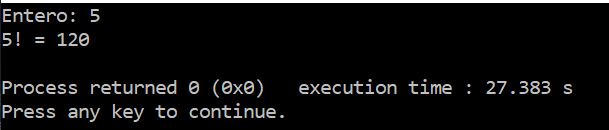 Entero: 5
5! = 120
Process returned 0 (0x0)   execution time : 27.383 s
Press any key to continue.